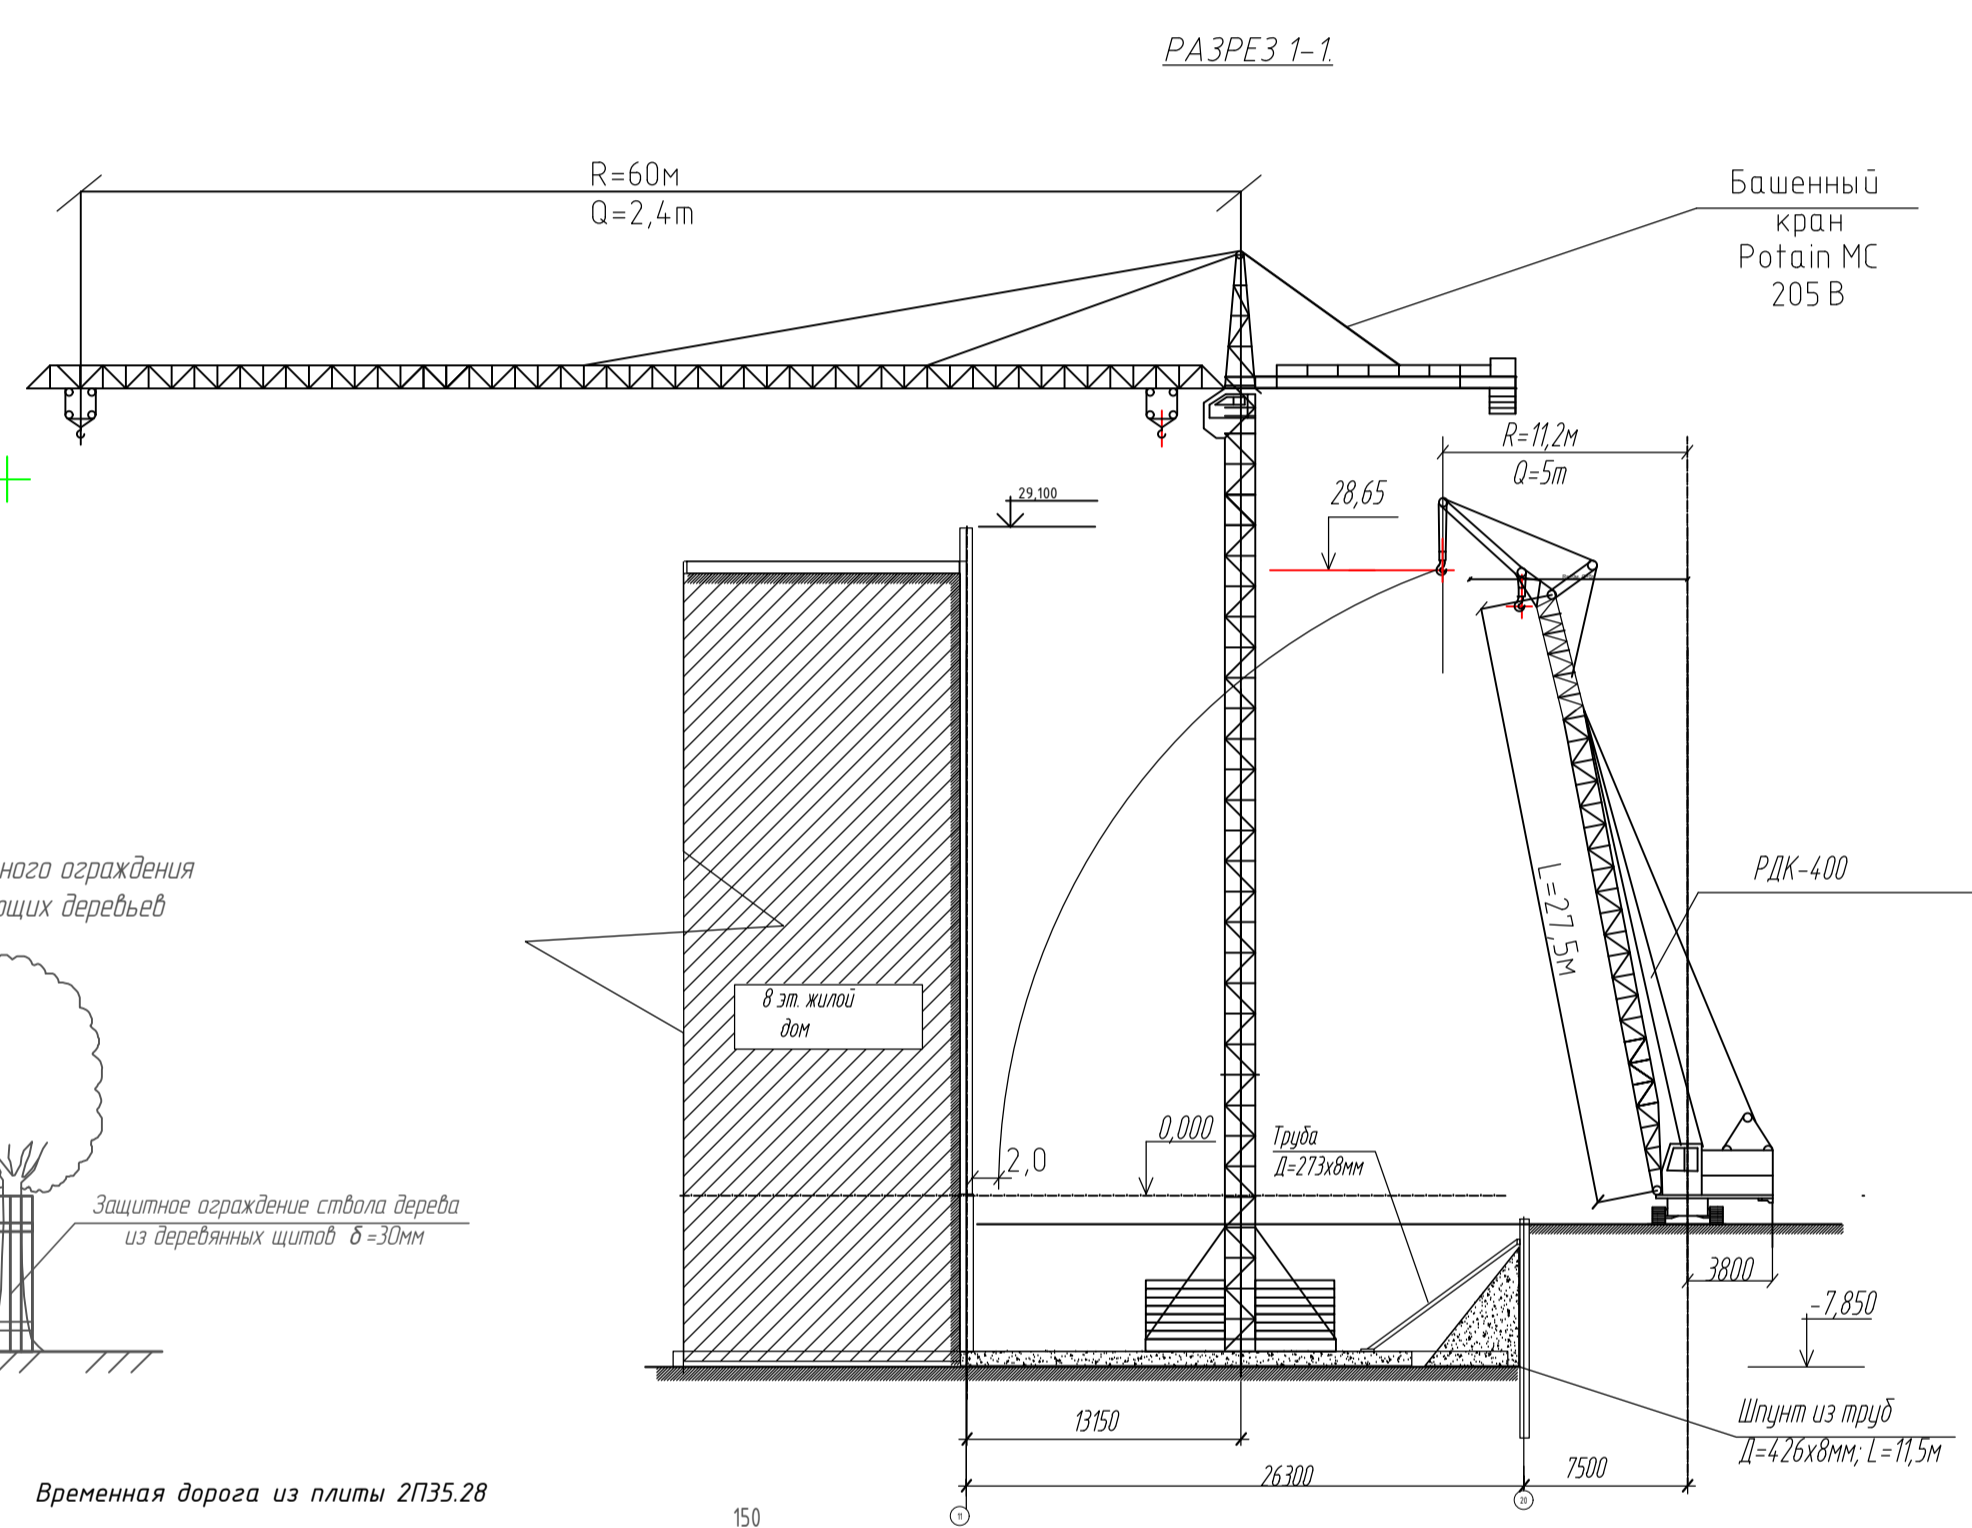 РАЗРЕЗ 1-1.
R=60м
Q=2,4т
Башенный
кран
Potain MC
205 В
R=11,2м
Q=5т
29,100
28,65
L=27,5м
РДК-400
ного ограждения
ющих деревьев
8 эт. жилой
дом
0,000
2,0
Труба
Д=273х8мм
Защитное ограждение ствола дерева
из деревянных щитов δ=30мм
3800
-7,850
Шпунт из труб
Д=426х8мм; L=11,5м
13150
26300
7500
Временная дорога из плиты 2П35.28
150
11
20